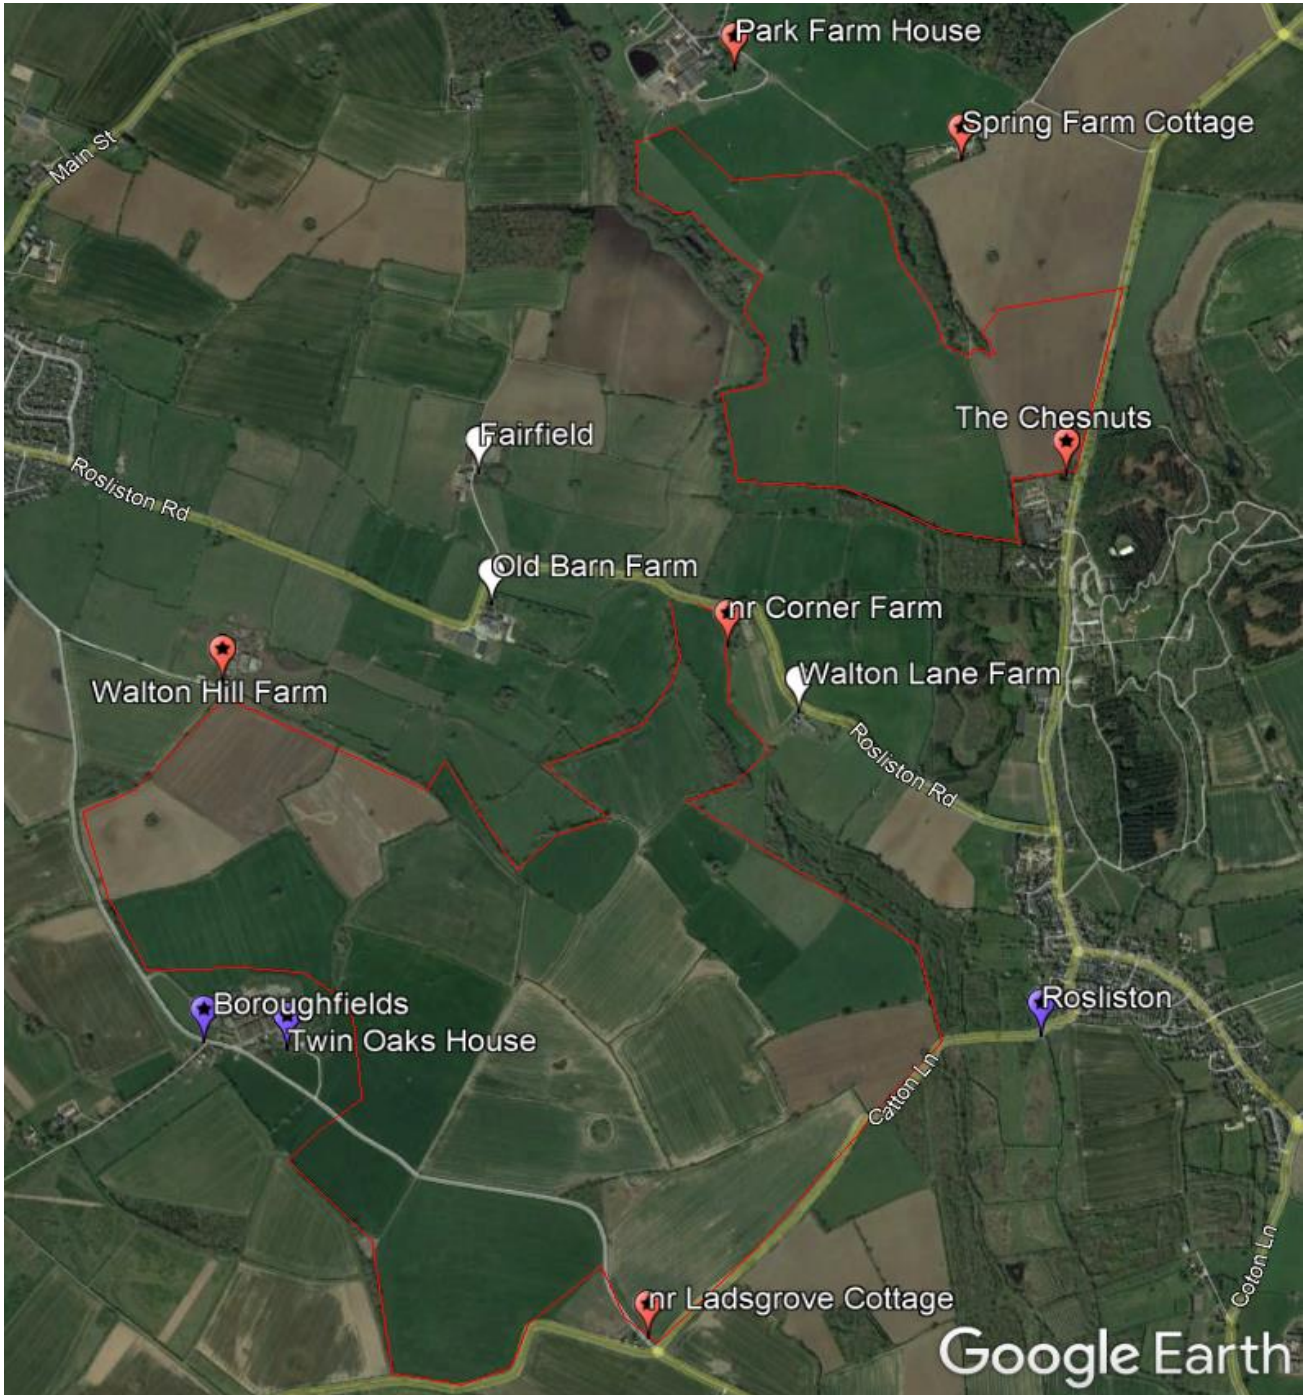 Park Farm House
Spring Farm Cottage
Main St
The Chesnuts
Fairfield
Rosliston Rd
Old Barn Farm
nr Corner Farm
Walton Lane Farm
Walton Hill Farm
Rosliston Rd
Boroughfields
Rosliston
Twin Oaks House
Catton Ln
Coton Ln
nr Ladsgrove Cottage
Google Earth